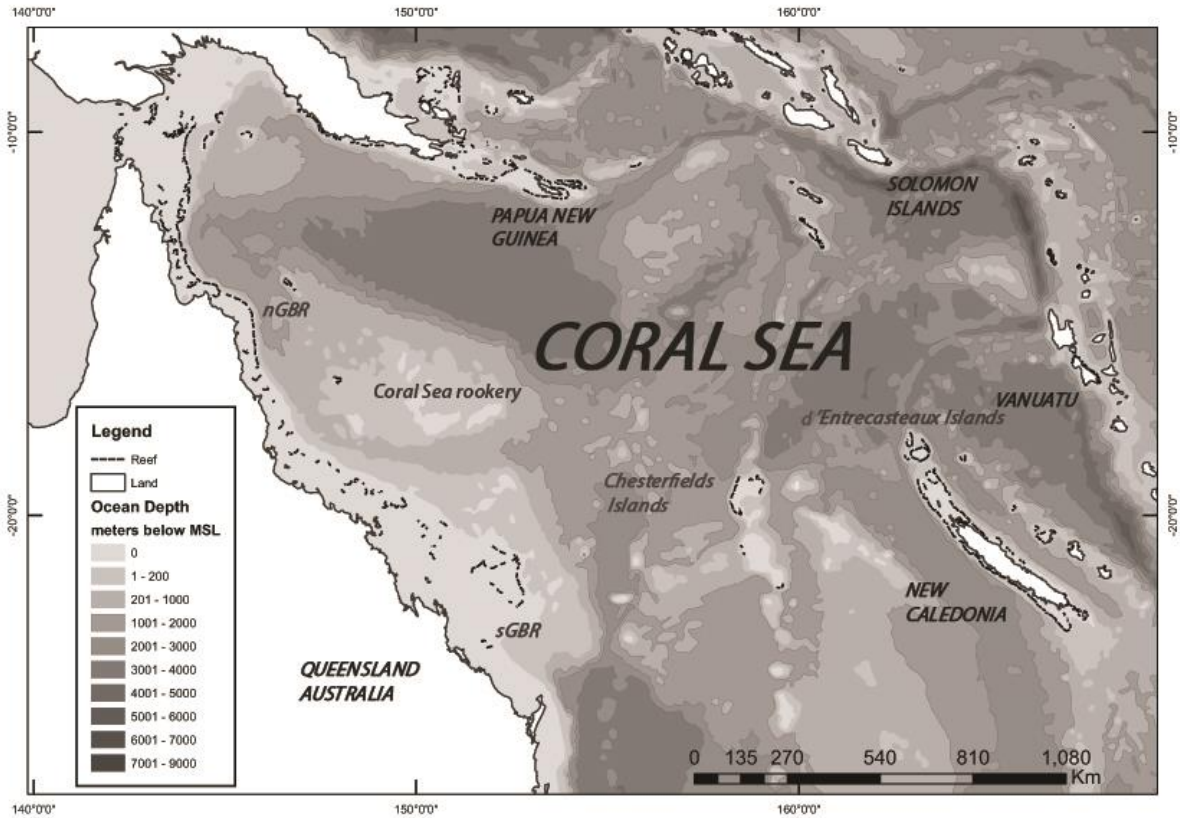 140°0'0" 150°0'0" 160°0'0"
-10°0'0" -10°0'0"
SOLOMON
ISLANDS
PAPUA NEW
GUINEA
nGBR
CORAL SEA
Coral Sea rookery
VANUATU
d'Entrecasteaux Islands
Chesterfields
Islands
-20°0'0" -20°0'0"
NEW
CALEDONIA
sGBR
QUEENSLAND
AUSTRALIA
Legend
Reef
Land
Ocean Depth
meters below MSL
0
1 - 200
201 - 1000
1001 - 2000
2001 - 3000
3001 - 4000
4001 - 5000
5001 - 6000
6001 - 7000
7001 - 9000
0 135 270 540 810 1,080
Km
140°0'0" 150°0'0" 160°0'0"